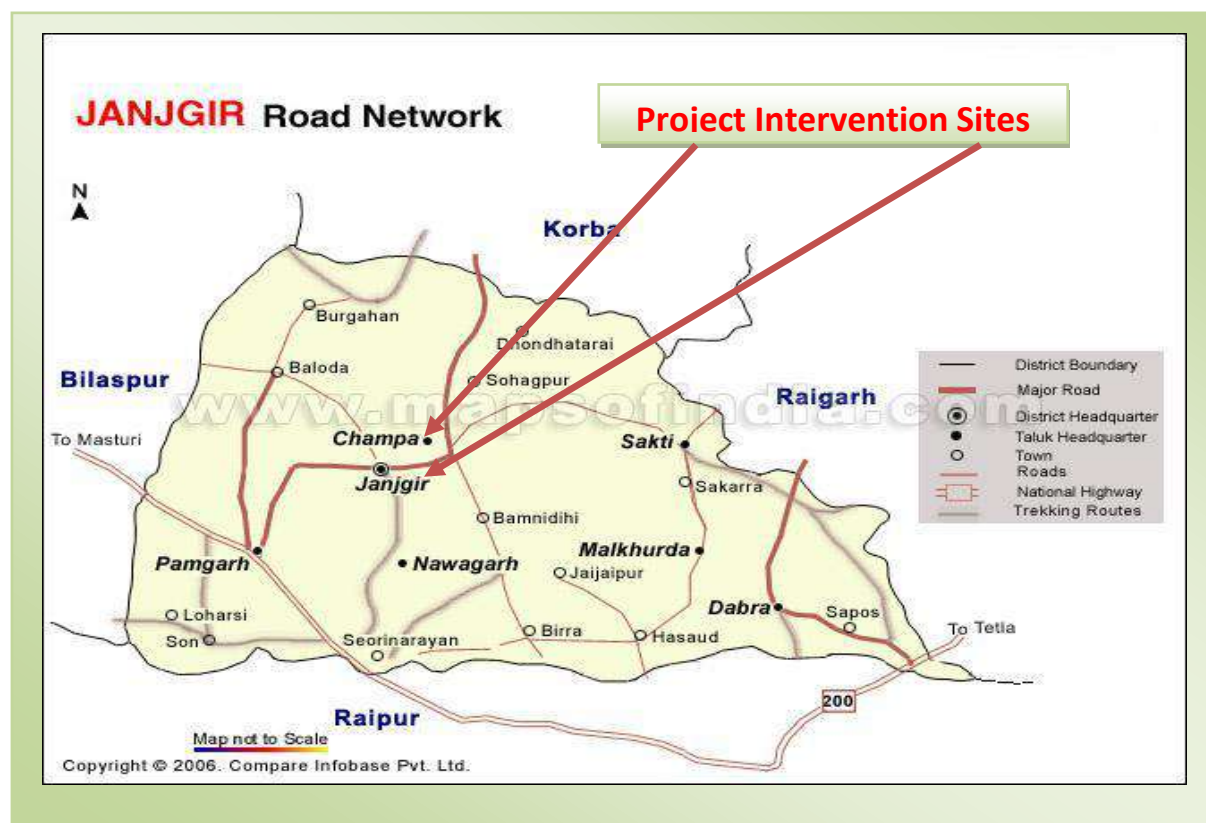 JANJGIR Road Network
Project Intervention Sites
N
Korba
Burgahan
Dhondhatarai
Baloda
Sohagpur
Bilaspur
Raigarh
www.mapsofindia.com
District Boundary
Major Road
District Headquarter
Taluk Headquarter
Town
Roads
National Highway
Trekking Routes
To Masturi
Champa
Sakti
Janjgir
Sakarra
Bamnidihi
Pamgarh
Nawagarh
Malkhurda
Jaijaipur
Loharsi
Dabra
Sapos
Son
Seorinarayan
Birra
Hasaud
To Tetla
200
Raipur
Map not to Scale
Copyright © 2006. Compare Infobase Pvt. Ltd.